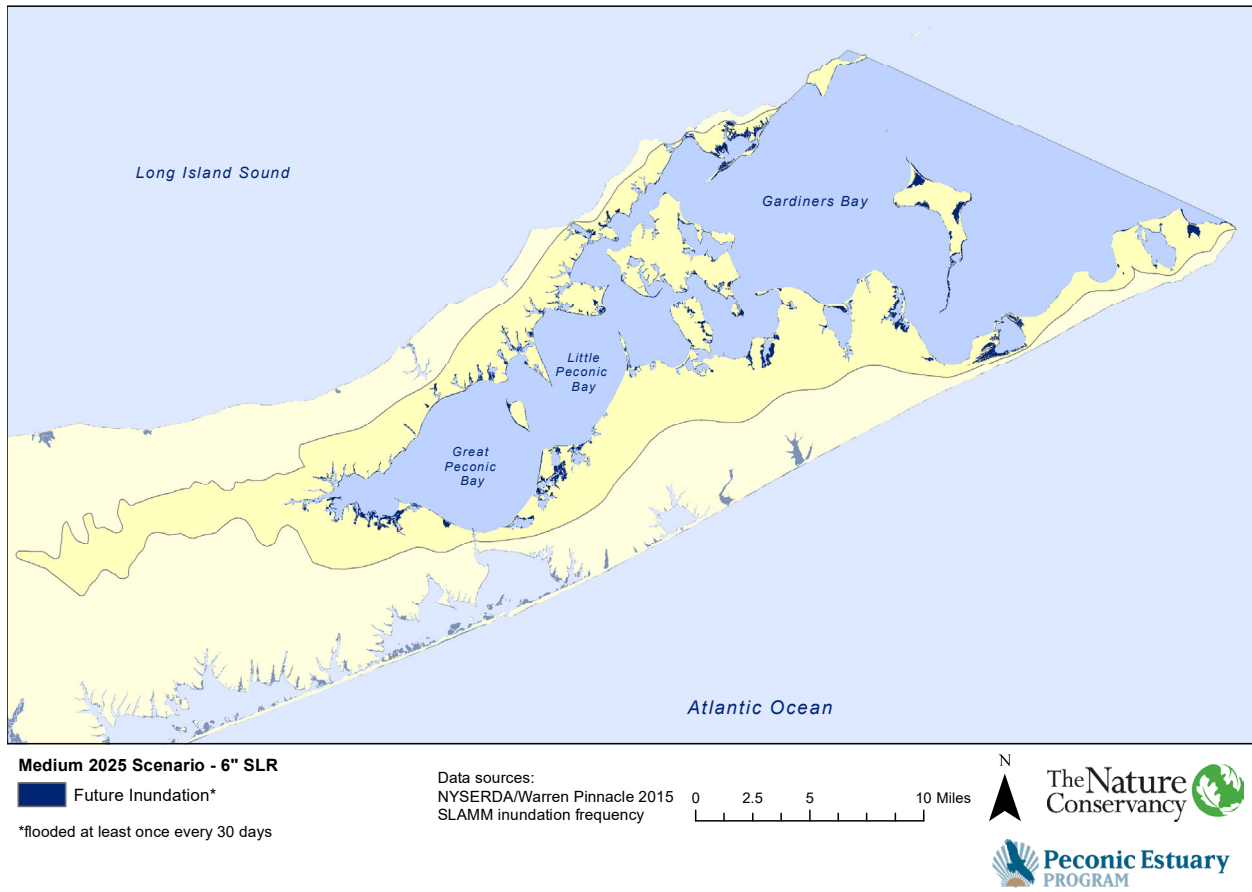 Long Island Sound
Gardiners Bay
Little
Peconic
Bay
Great
Peconic
Bay
Atlantic Ocean
Medium 2025 Scenario - 6" SLR
Future Inundation*
*flooded at least once every 30 days
Data sources:
NYSERDA/Warren Pinnacle 2015
SLAMM inundation frequency
0 2.5 5 10 Miles
N
The Nature
Conservancy
Peconic Estuary
PROGRAM